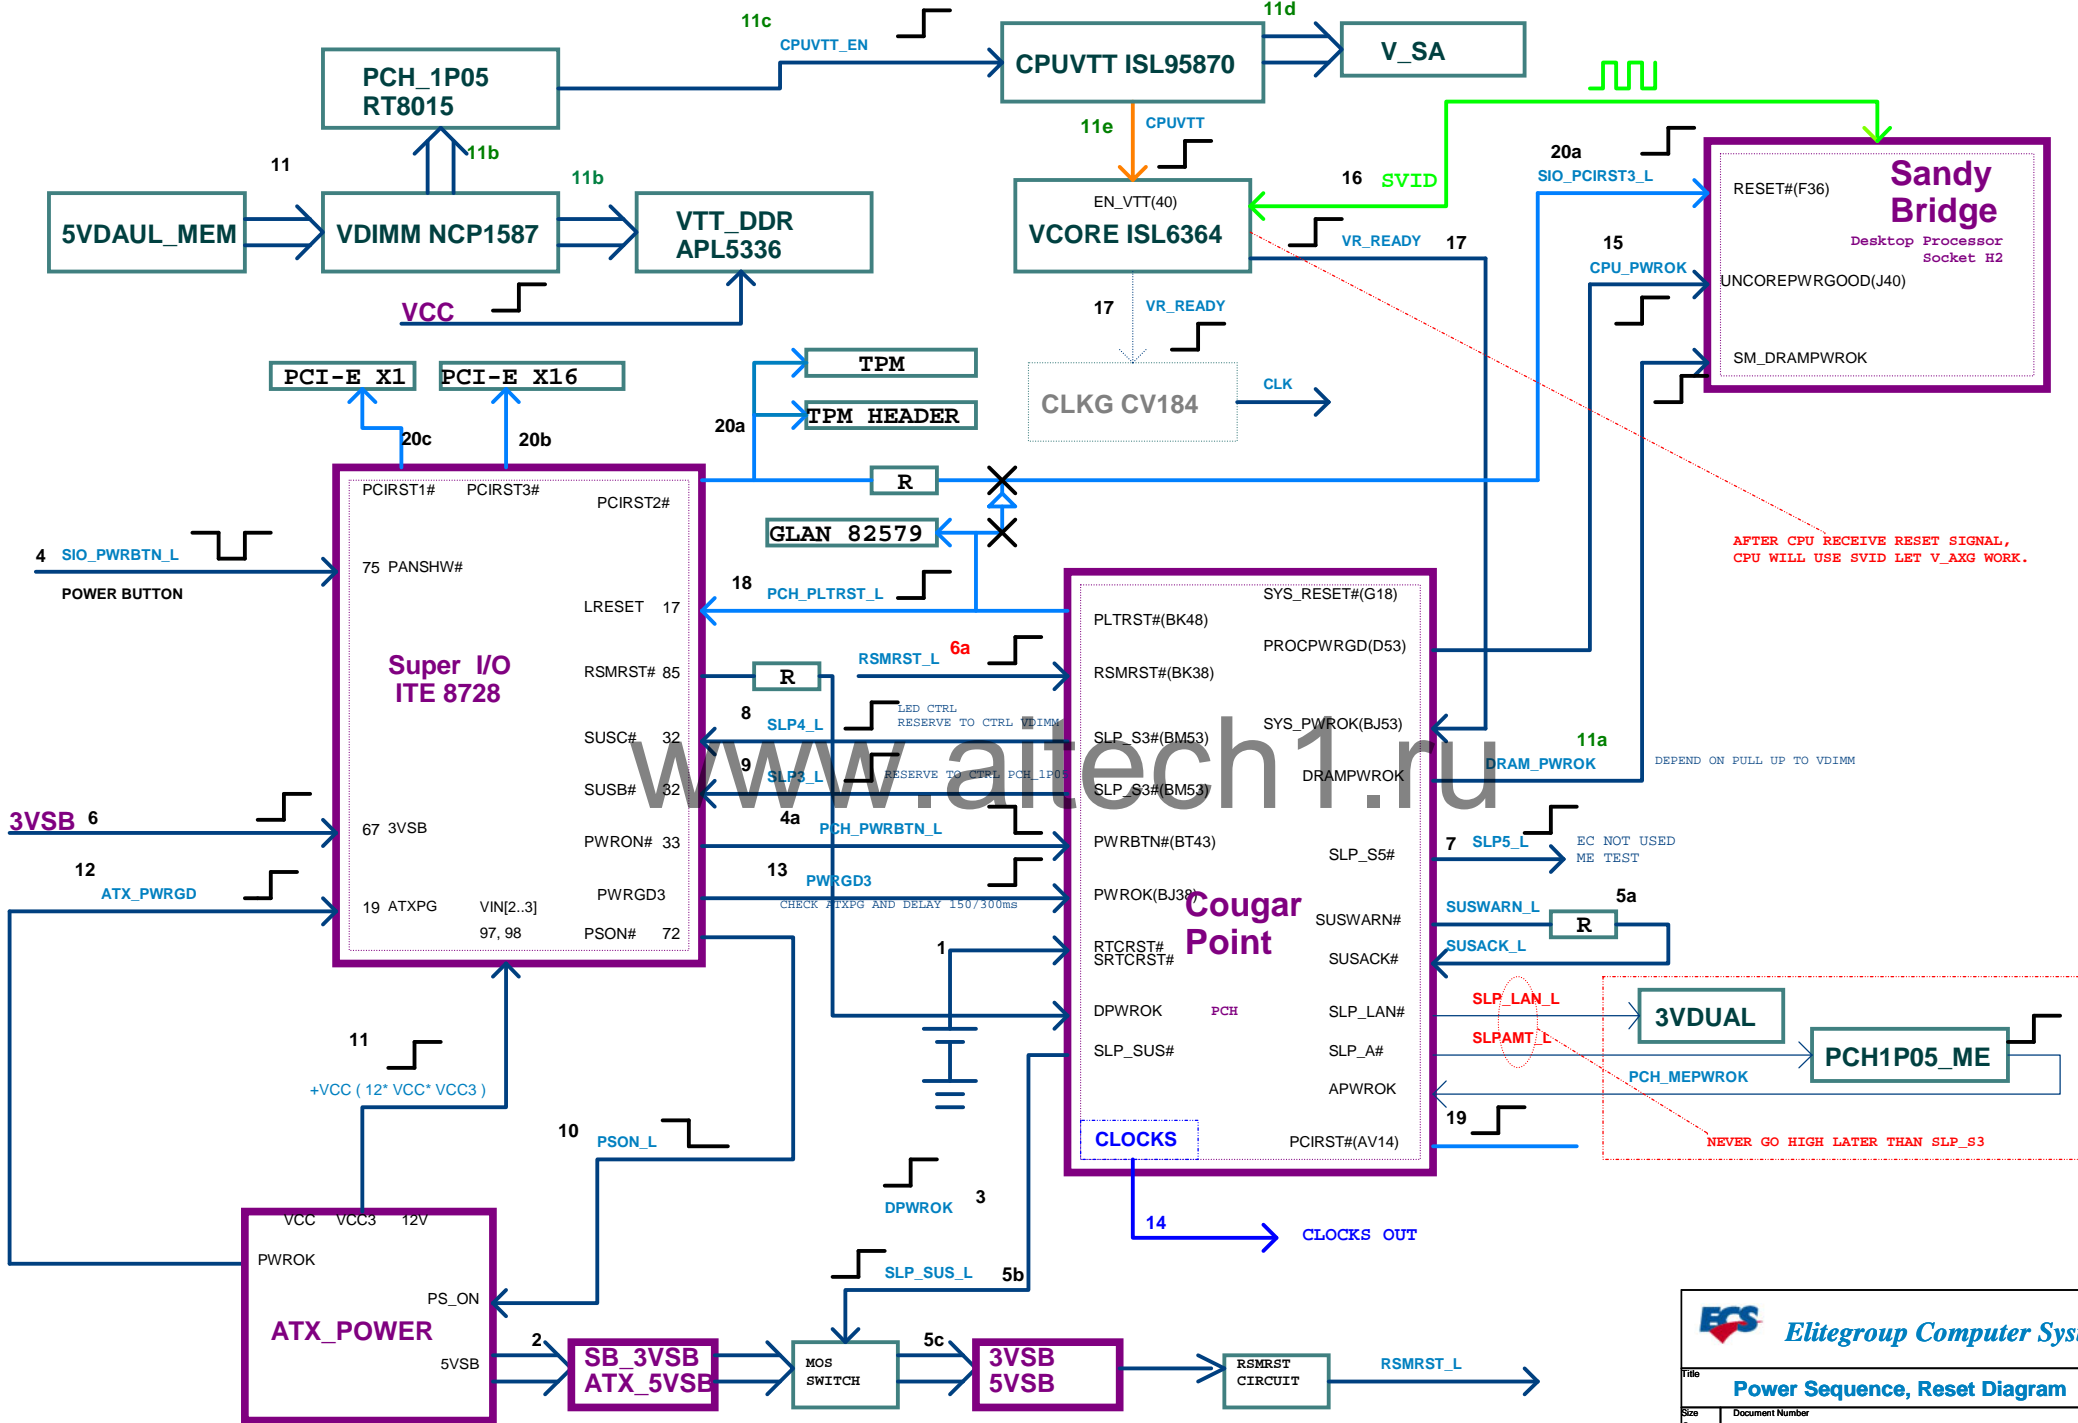 11c
CPUVTT_EN
11d
PCH_1P05
RT8015
CPUVTT ISL95870
V_SA
11
11b
11b
11e
CPUVTT
5VDAUL_MEM
VDIMM NCP1587
VTT_DDR
APL5336
EN_VTT(40)
VCORE ISL6364
16
SVID
VR_READY
17
20a
SIO_PCIRST3_L
15
CPU_PWROK
RESET#(F36)
Sandy
Bridge
Desktop Processor
Socket H2
UNCOREPWRGOOD(J40)
SM_DRAMPWROK
VCC
17
VR_READY
CLKG CV184
CLK
PCI-E X1
PCI-E X16
TPM
TPM HEADER
20c
20b
20a
R
GLAN 82579
PCIRST1#
PCIRST3#
PCIRST2#
4
SIO_PWRBTN_L
POWER BUTTON
75 PANSHW#
LRESET 17
Super I/O
ITE 8728
RSMRST# 85
SUSC# 32
SUSB# 32
67 3VSB
PWRON# 33
PWRGD3
19 ATXPG
VIN[2..3]
97, 98
PSON# 72
3VSB
6
12
ATX_PWRGD
AFTER CPU RECEIVE RESET SIGNAL,
CPU WILL USE SVID LET V_AXG WORK.
18
PCH_PLTRST_L
RSMRST_L
6a
R
8
SLP4_L
LED CTRL
RESERVE TO CTRL VDIMM
9
SLP3_L
RESERVE TO CTRL PCH_1P05
4a
PCH_PWRBTN_L
13
PWRGD3
CHECK ATXPG AND DELAY 150/300ms
1
SYS_RESET#(G18)
PLTRST#(BK48)
PROCPWRGD(D53)
RSMRST#(BK38)
SYS_PWROK(BJ53)
SLP_S3#(BM53)
DRAMPWROK
SLP_S3#(BM53)
PWRBTN#(BT43)
SLP_S5#
PWROK(BJ38)
Cougar
Point
SUSWARN#
RTCRST#
SRTCRST#
SUSACK#
DPWROK
PCH
SLP_LAN#
SLP_SUS#
SLP_A#
APWROK
CLOCKS
PCIRST#(AV14)
www.aitech1.ru
11a
DRAM_PWROK
DEPEND ON PULL UP TO VDIMM
7
SLP5_L
EC NOT USED
ME TEST
SUSWARN_L
5a
R
SUSACK_L
SLP_LAN_L
3VDUAL
SLPAMT_L
PCH1P05_ME
PCH_MEPWROK
19
NEVER GO HIGH LATER THAN SLP_S3
11
+VCC ( 12* VCC* VCC3 )
10
PSON_L
DPWROK
3
14
CLOCKS OUT
SLP_SUS_L
5b
VCC VCC3 12V
PWROK
PS_ON
ATX_POWER
5VSB
2
SB_3VSB
ATX_5VSB
MOS
SWITCH
5c
3VSB
5VSB
RSMRST
CIRCUIT
RSMRST_L
ECS
Elitegroup Computer Sys
Title
Power Sequence, Reset Diagram
Size
Document Number